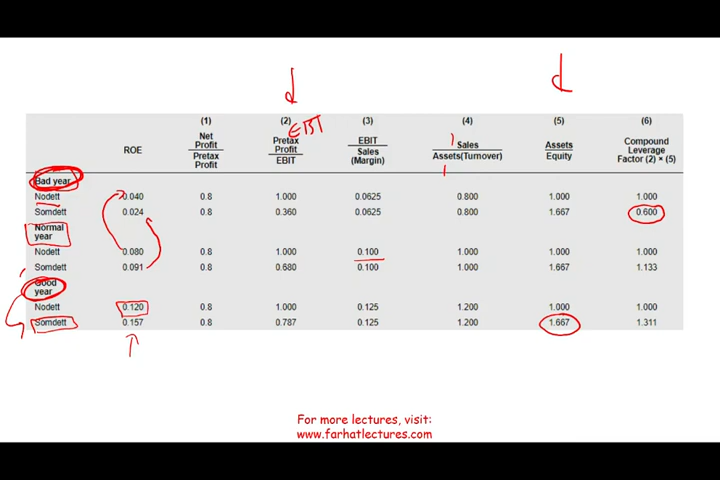 EBT
(1) (2) (3) (4) (5) (6)
ROE Net Profit / Pretax Profit Pretax Profit / EBIT EBIT / Sales (Margin) Sales / Assets(Turnover) Assets / Equity Compound Leverage Factor (2) × (5)
Bad year
Nodett 0.040 0.8 1.000 0.0625 0.800 1.000 1.000
Somdett 0.024 0.8 0.360 0.0625 0.800 1.667 0.600
Normal
year
Nodett 0.080 0.8 1.000 0.100 1.000 1.000 1.000
Somdett 0.091 0.8 0.680 0.100 1.000 1.667 1.133
Good
year
Nodett 0.120 0.8 1.000 0.125 1.200 1.000 1.000
Somdett 0.157 0.8 0.787 0.125 1.200 1.667 1.311
For more lectures, visit:
www.farhatlectures.com